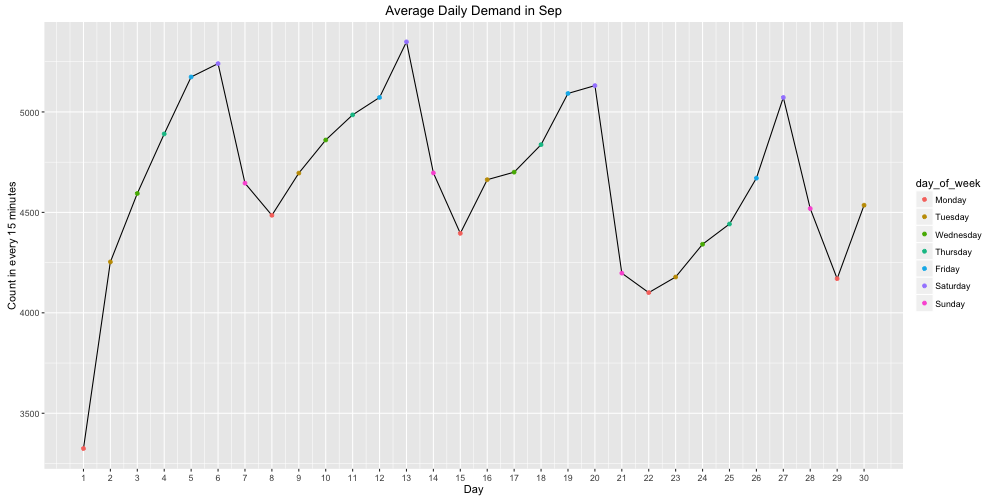 Average Daily Demand in Sep
Count in every 15 minutes
5000
4500
4000
3500
1 2 3 4 5 6 7 8 9 10 11 12 13 14 15 16 17 18 19 20 21 22 23 24 25 26 27 28 29 30
Day
day_of_week
Monday
Tuesday
Wednesday
Thursday
Friday
Saturday
Sunday